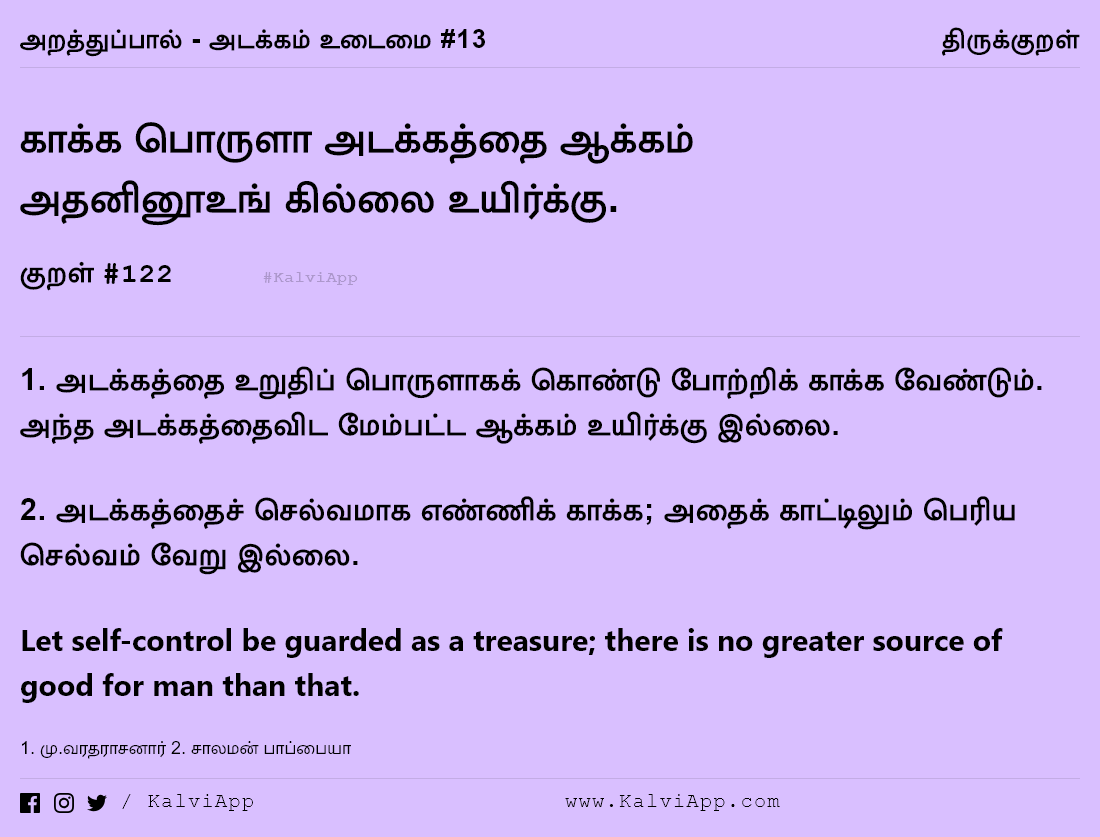 அறத்துப்பால் - அடக்கம் உடைமை #13
திருக்குறள்
காக்க பொருளா அடக்கத்தை ஆக்கம்
அதனினூஉங் கில்லை உயிர்க்கு.
குறள் #122
#KalviApp
1. அடக்கத்தை உறுதிப் பொருளாகக் கொண்டு போற்றிக் காக்க வேண்டும்.
அந்த அடக்கத்தைவிட மேம்பட்ட ஆக்கம் உயிர்க்கு இல்லை.
2. அடக்கத்தைச் செல்வமாக எண்ணிக் காக்க; அதைக் காட்டிலும் பெரிய
செல்வம் வேறு இல்லை.
Let self-control be guarded as a treasure; there is no greater source of
good for man than that.
1. மு.வரதராசனார் 2. சாலமன் பாப்பையா
/ KalviApp
www.KalviApp.com